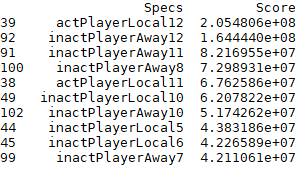 Specs Score
39 actPlayerLocal12 2.054806e+08
92 inactPlayerAway12 1.644440e+08
91 inactPlayerAway11 8.216955e+07
100 inactPlayerAway8 7.298931e+07
38 actPlayerLocal11 6.762586e+07
49 inactPlayerLocal10 6.207822e+07
102 inactPlayerAway10 5.174262e+07
44 inactPlayerLocal5 4.383186e+07
45 inactPlayerLocal6 4.226589e+07
99 inactPlayerAway7 4.211061e+07